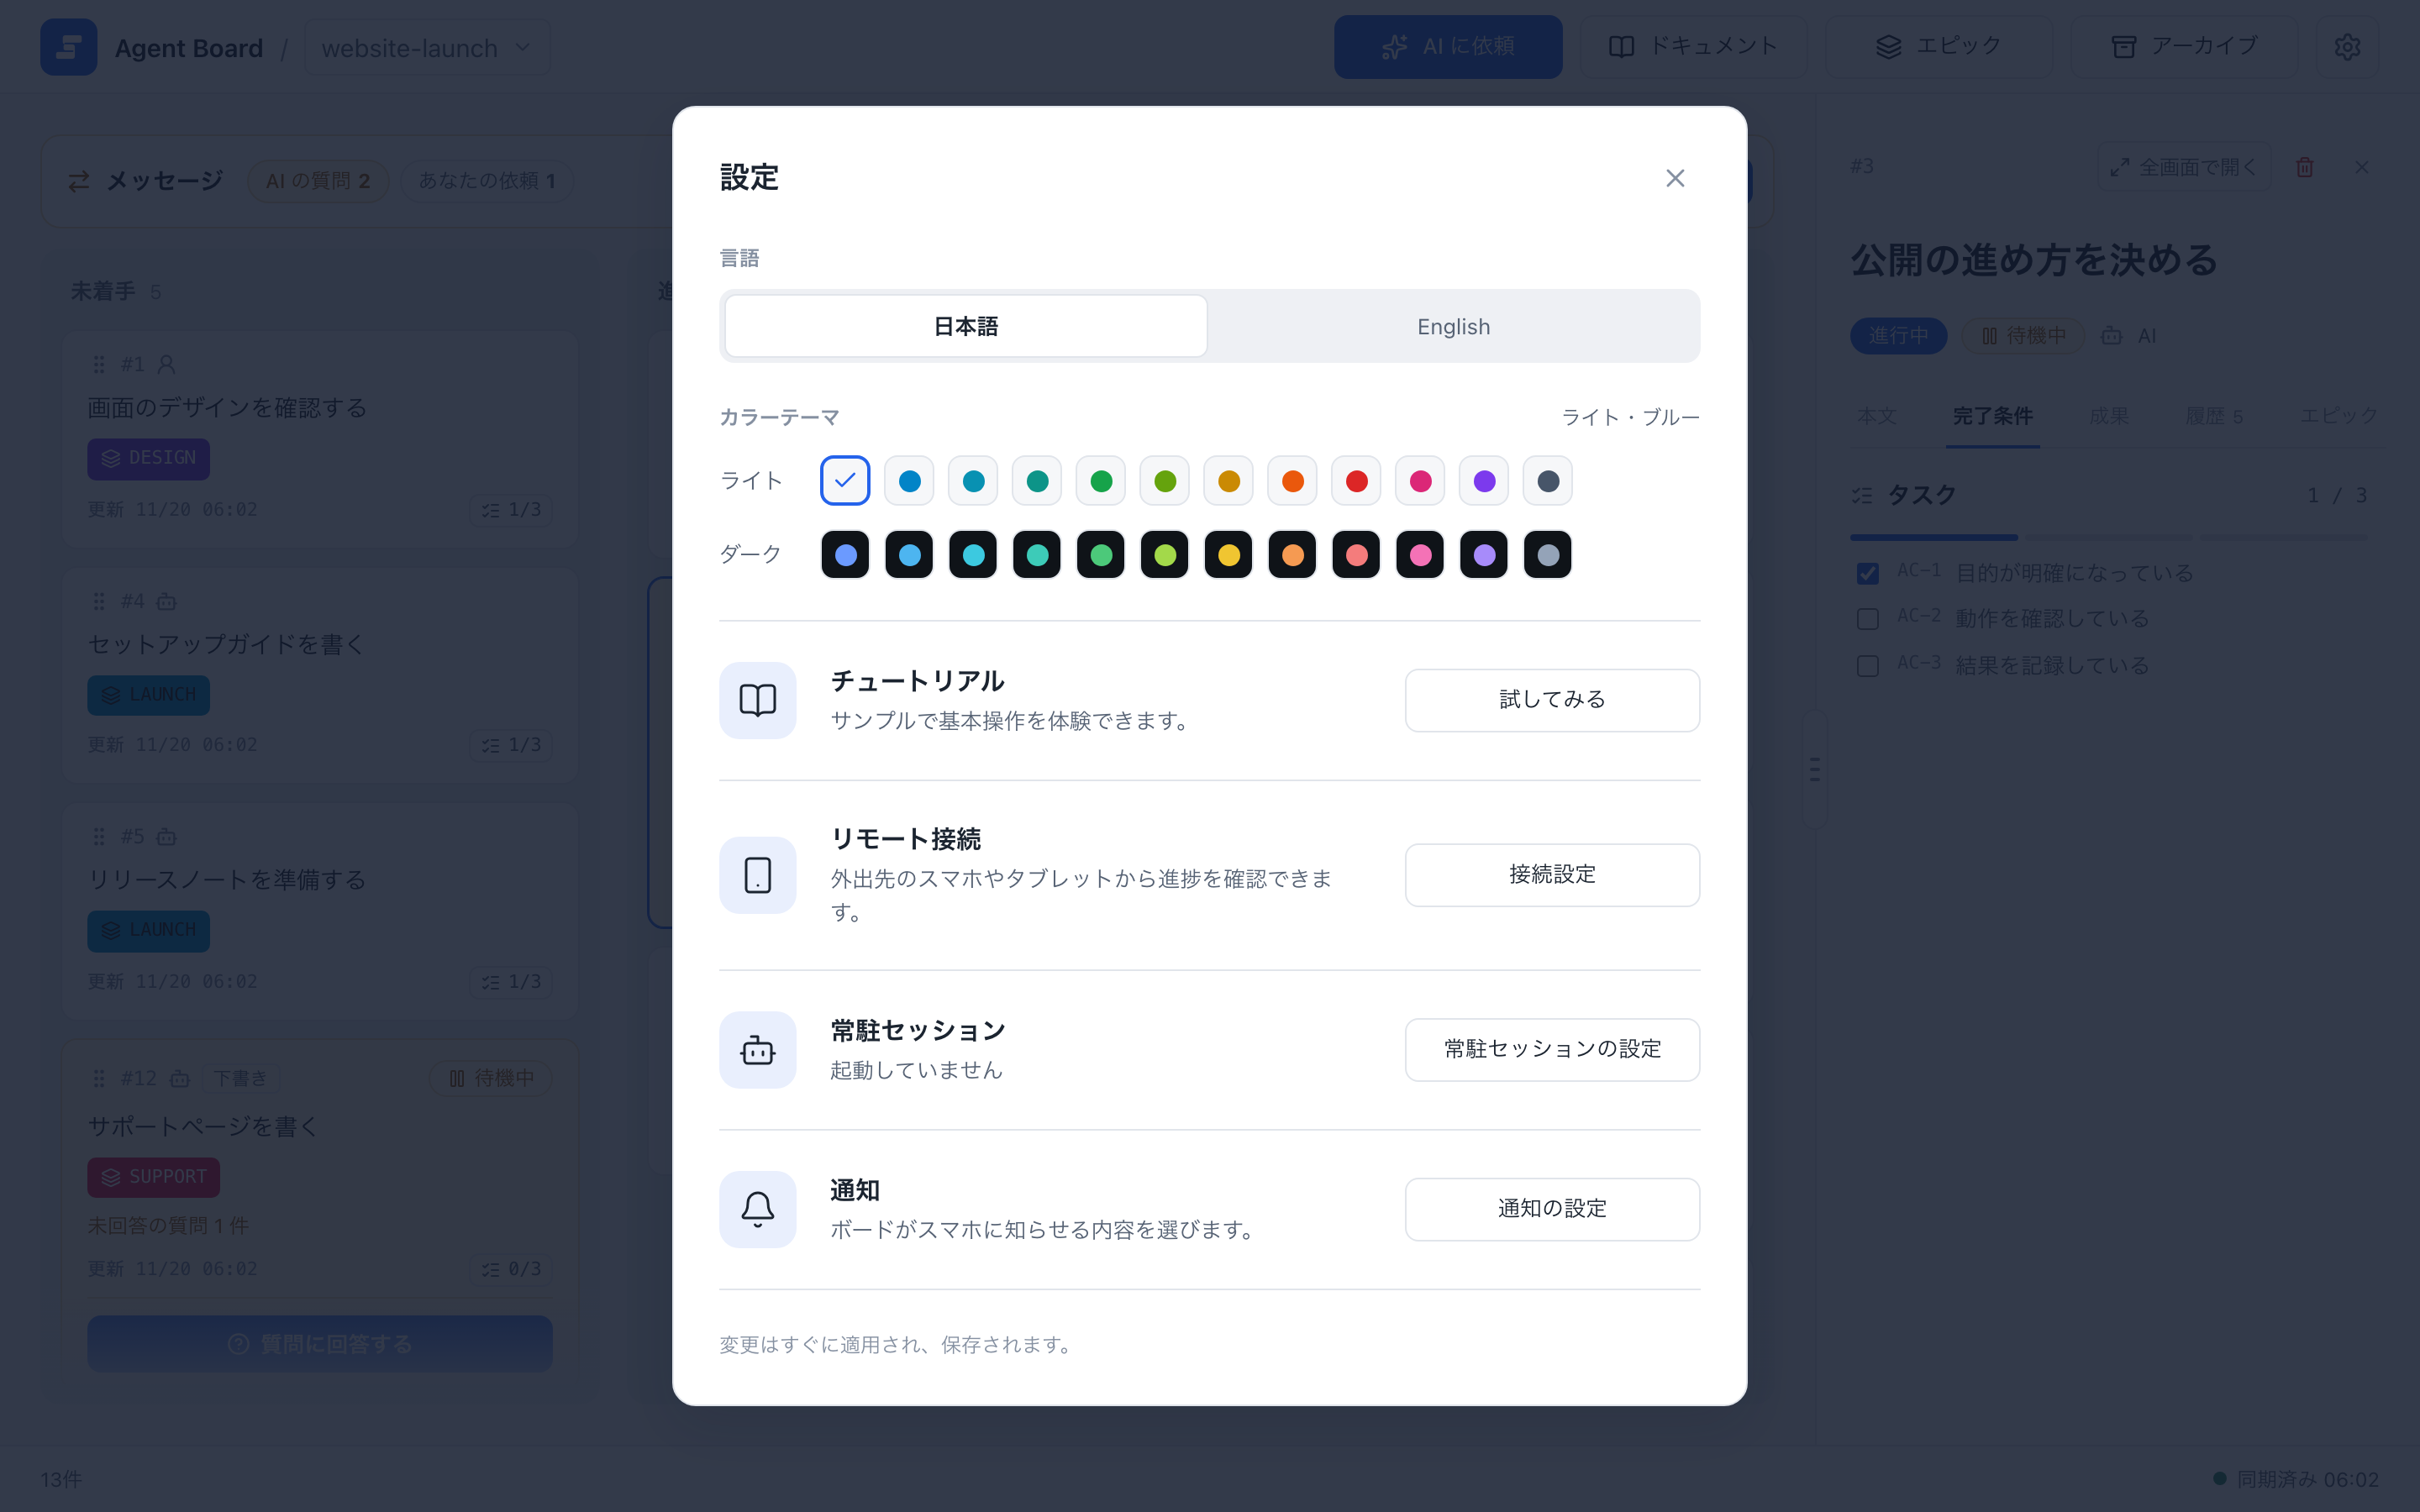 Agent Board / website-launch
AI に依頼
ドキュメント
エピック
アーカイブ
メッセージ AI の質問 2 あなたの依頼 1
未着手 5
#1
画面のデザインを確認する
DESIGN
更新 11/20 06:02 1/3
#4
セットアップガイドを書く
LAUNCH
更新 11/20 06:02 1/3
#5
リリースノートを準備する
LAUNCH
更新 11/20 06:02 1/3
#12 下書き 待機中
サポートページを書く
SUPPORT
未回答の質問 1 件
更新 11/20 06:02 0/3
質問に回答する
進
設定
言語
日本語 English
カラーテーマ ライト・ブルー
ライト
ダーク
チュートリアル
サンプルで基本操作を体験できます。
試してみる
リモート接続
外出先のスマホやタブレットから進捗を確認できま
す。
接続設定
常駐セッション
起動していません
常駐セッションの設定
通知
ボードがスマホに知らせる内容を選びます。
通知の設定
変更はすぐに適用され、保存されます。
#3 全画面で開く
公開の進め方を決める
進行中 待機中 AI
本文 完了条件 成果 履歴 5 エピック
タスク 1 / 3
AC-1 目的が明確になっている
AC-2 動作を確認している
AC-3 結果を記録している
13件
同期済み 06:02